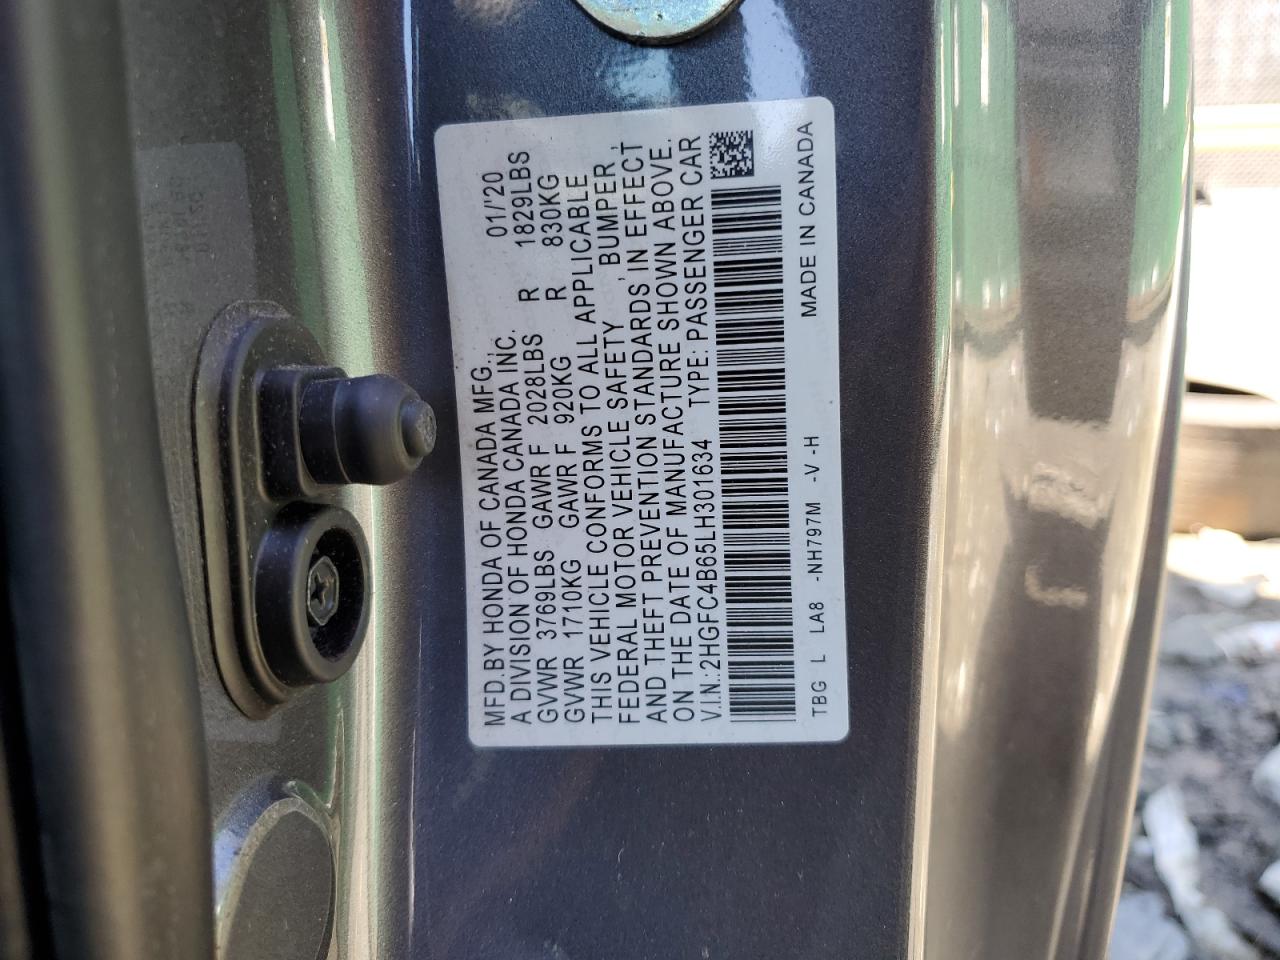 MFD.BY HONDA OF CANADA MFG., 01/'20
A DIVISION OF HONDA CANADA INC.
GVWR 3769LBS GAWR F 2028LBS R 1829LBS
GVWR 1710KG GAWR F 920KG R 830KG
THIS VEHICLE CONFORMS TO ALL APPLICABLE
FEDERAL MOTOR VEHICLE SAFETY, BUMPER,
AND THEFT PREVENTION STANDARDS IN EFFECT
ON THE DATE OF MANUFACTURE SHOWN ABOVE.
V.I.N.:2HGFC4B65LH301634 TYPE: PASSENGER CAR
TBG L LA8 -NH797M -V -H MADE IN CANADA